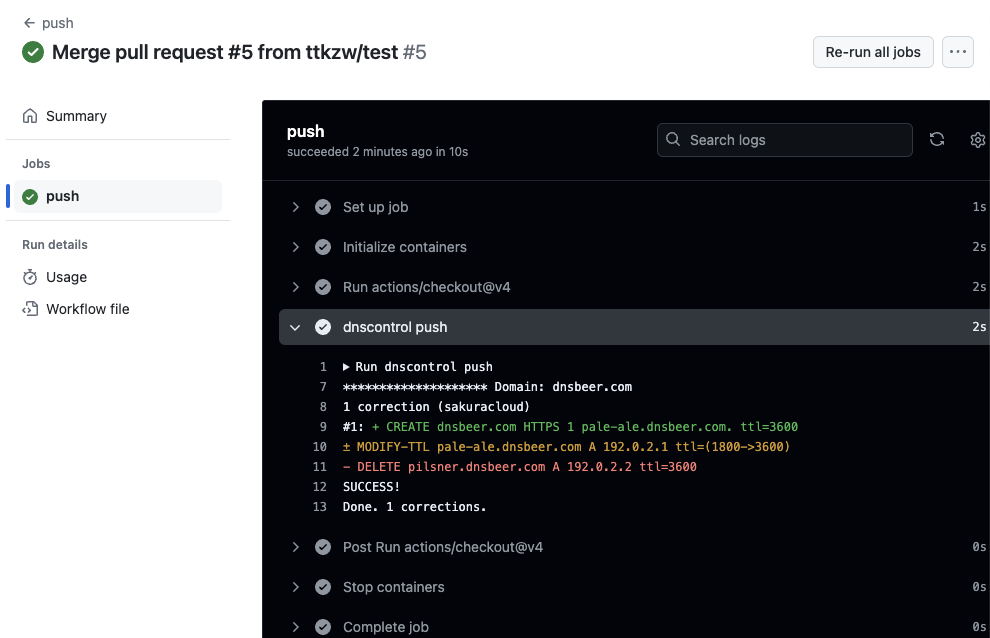 ← push
Merge pull request #5 from ttkzw/test #5
Re-run all jobs
...
Summary
Jobs
push
Run details
Usage
Workflow file
push
succeeded 2 minutes ago in 10s
Search logs
Set up job 1s
Initialize containers 2s
Run actions/checkout@v4 2s
dnscontrol push 2s
1 ▶ Run dnscontrol push
7 ******************** Domain: dnsbeer.com
8 1 correction (sakuracloud)
9 #1: + CREATE dnsbeer.com HTTPS 1 pale-ale.dnsbeer.com. ttl=3600
10 ± MODIFY-TTL pale-ale.dnsbeer.com A 192.0.2.1 ttl=(1800->3600)
11 - DELETE pilsner.dnsbeer.com A 192.0.2.2 ttl=3600
12 SUCCESS!
13 Done. 1 corrections.
Post Run actions/checkout@v4 0s
Stop containers 0s
Complete job 0s